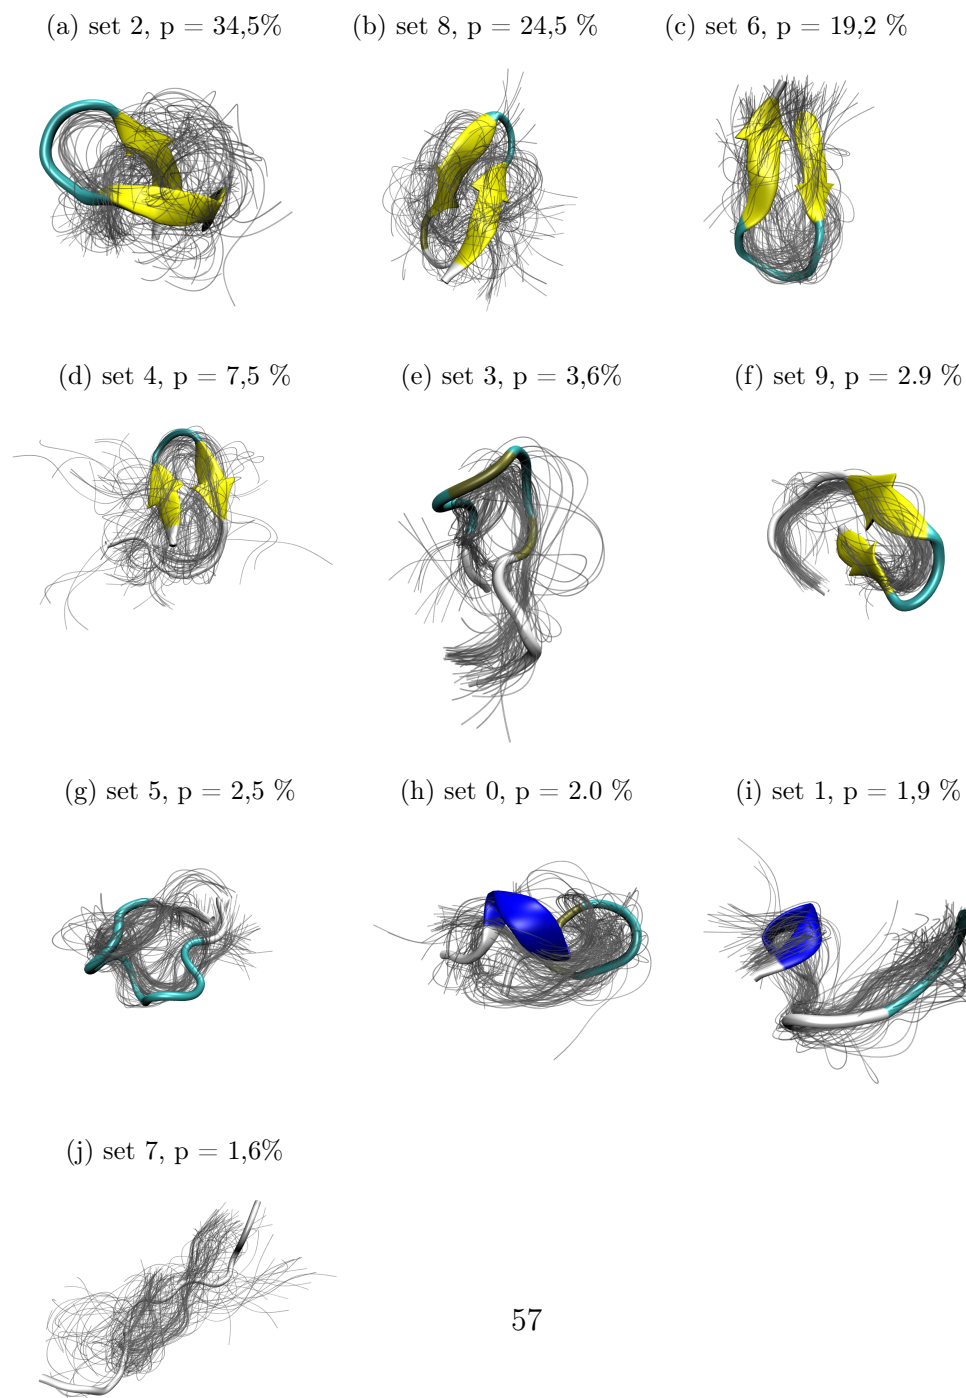 (a) set 2, p = 34,5%
(b) set 8, p = 24,5 %
(c) set 6, p = 19,2 %
(d) set 4, p = 7,5 %
(e) set 3, p = 3,6%
(f) set 9, p = 2.9 %
(g) set 5, p = 2,5 %
(h) set 0, p = 2.0 %
(i) set 1, p = 1,9 %
(j) set 7, p = 1,6%
57